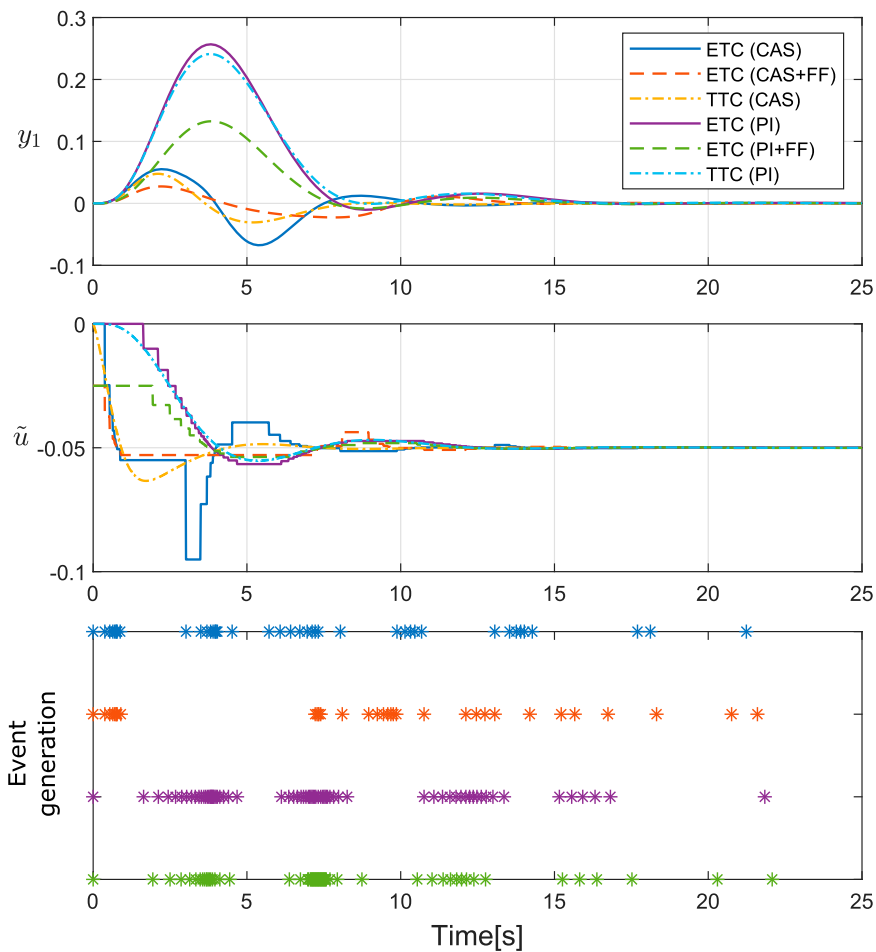 0.3
0.2
0.1
0
-0.1
y₁
ETC (CAS)
ETC (CAS+FF)
TTC (CAS)
ETC (PI)
ETC (PI+FF)
TTC (PI)
0 5 10 15 20 25
0
-0.05
-0.1
ũ
0 5 10 15 20 25
Event
generation
0 5 10 15 20 25
Time[s]